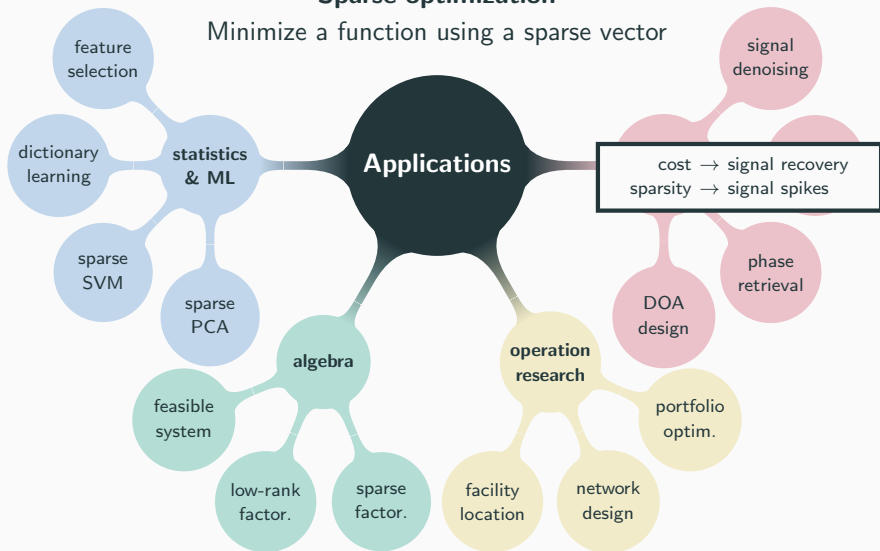 Sparse optimization
Minimize a function using a sparse vector
feature
selection
dictionary
learning
statistics
& ML
sparse
SVM
sparse
PCA
Applications
signal
denoising
cost → signal recovery
sparsity → signal spikes
phase
retrieval
DOA
design
algebra
feasible
system
low-rank
factor.
sparse
factor.
operation
research
portfolio
optim.
facility
location
network
design